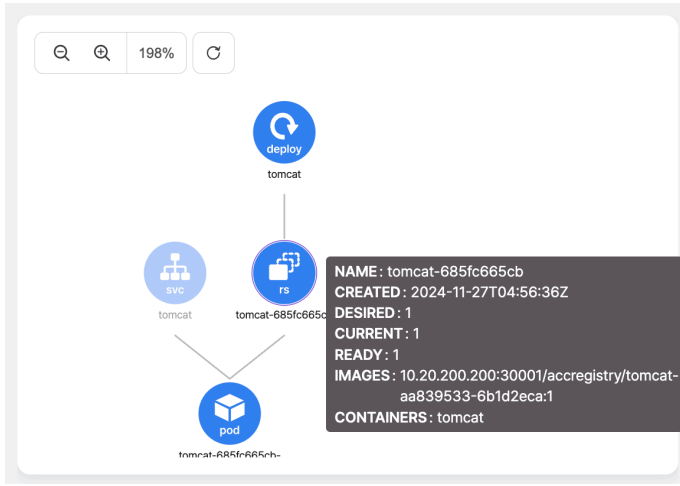 198%
deploy
tomcat
svc
tomcat
rs
tomcat-685fc665c
NAME : tomcat-685fc665cb
CREATED : 2024-11-27T04:56:36Z
DESIRED : 1
CURRENT : 1
READY : 1
IMAGES : 10.20.200.200:30001/accregistry/tomcat-
aa839533-6b1d2eca:1
CONTAINERS : tomcat
pod
tomcat-685fc665cb-